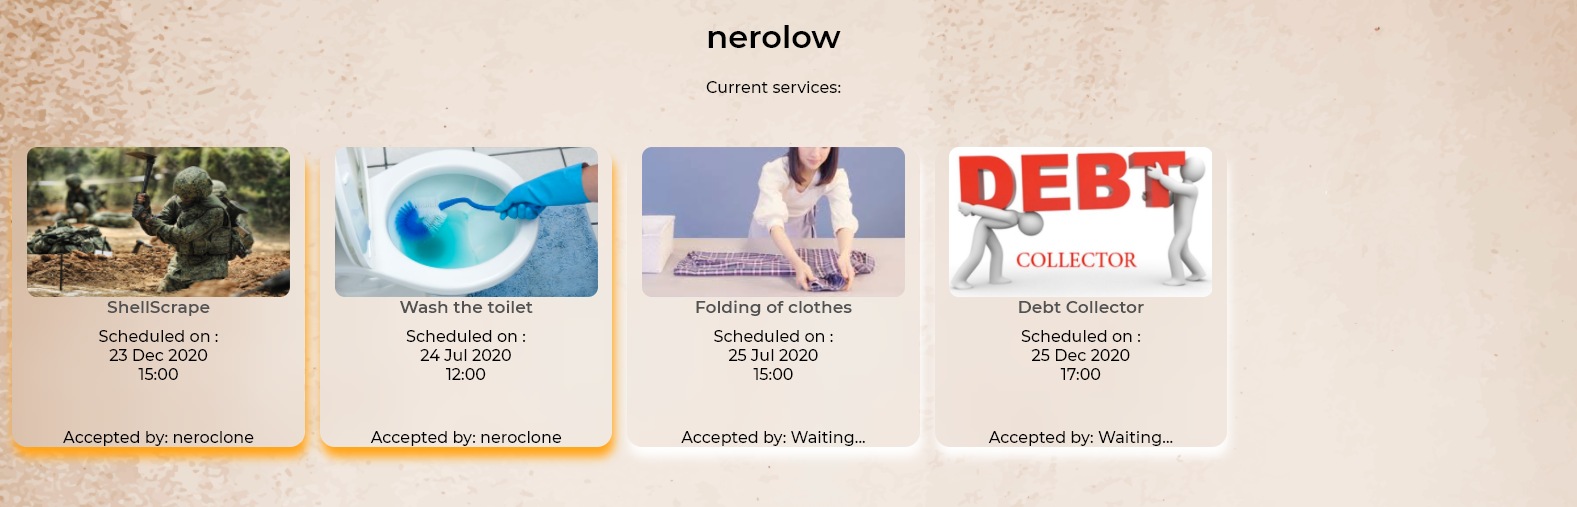 nerolow
Current services:
ShellScrape
Scheduled on :
23 Dec 2020
15:00
Accepted by: neroclone
Wash the toilet
Scheduled on :
24 Jul 2020
12:00
Accepted by: neroclone
Folding of clothes
Scheduled on :
25 Jul 2020
15:00
Accepted by: Waiting...
DEBT
COLLECTOR
Debt Collector
Scheduled on :
25 Dec 2020
17:00
Accepted by: Waiting...